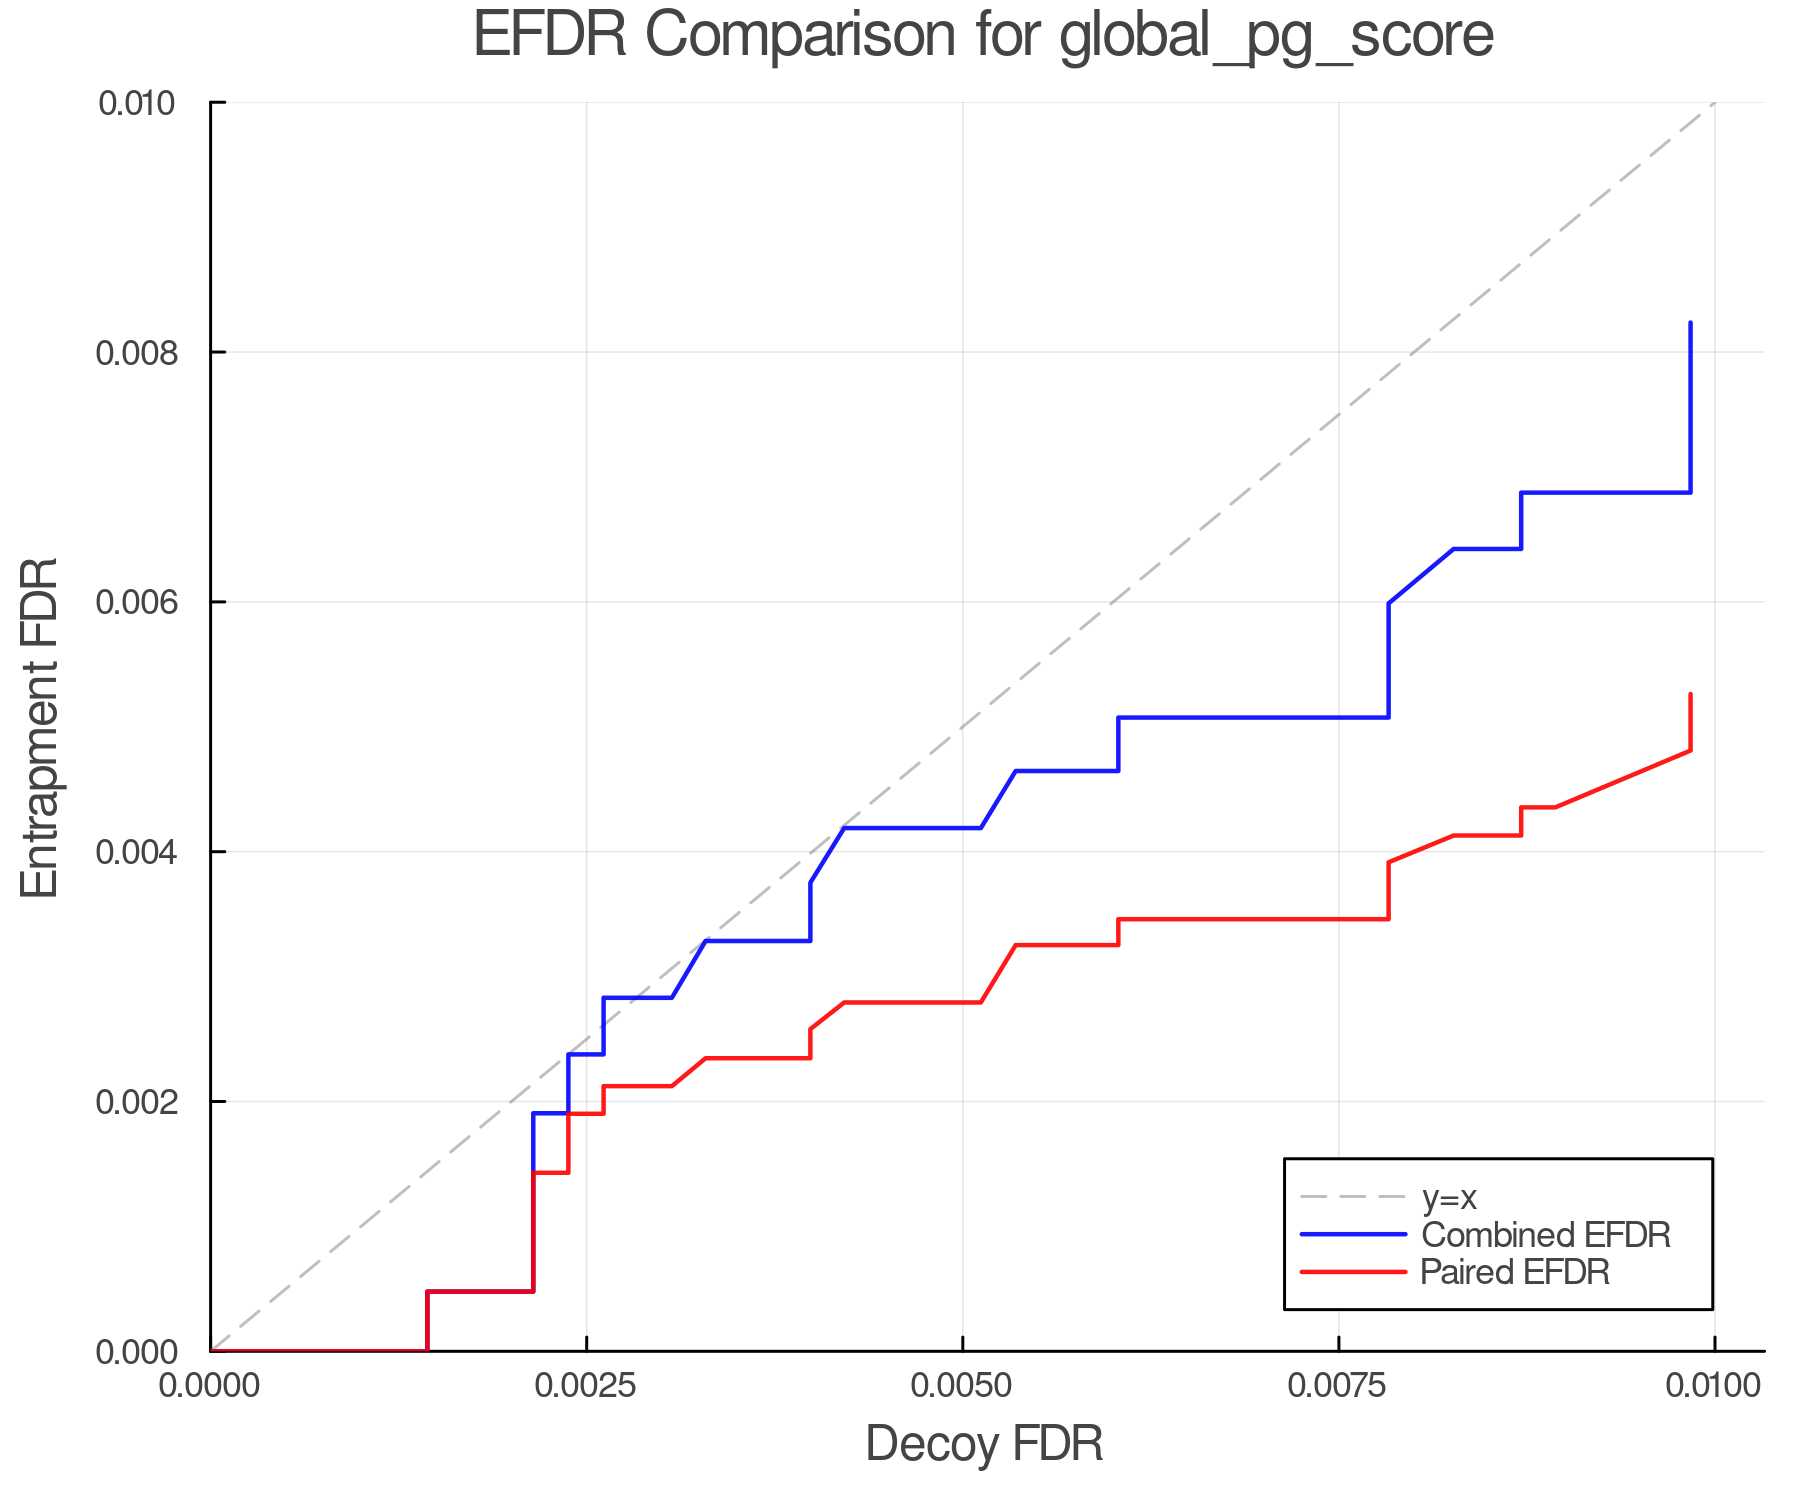 EFDR Comparison for global_pg_score
0.010
0.008
0.006
0.004
0.002
0.000
Entrapment FDR
0.0000
0.0025
0.0050
0.0075
0.0100
Decoy FDR
y=x
Combined EFDR
Paired EFDR